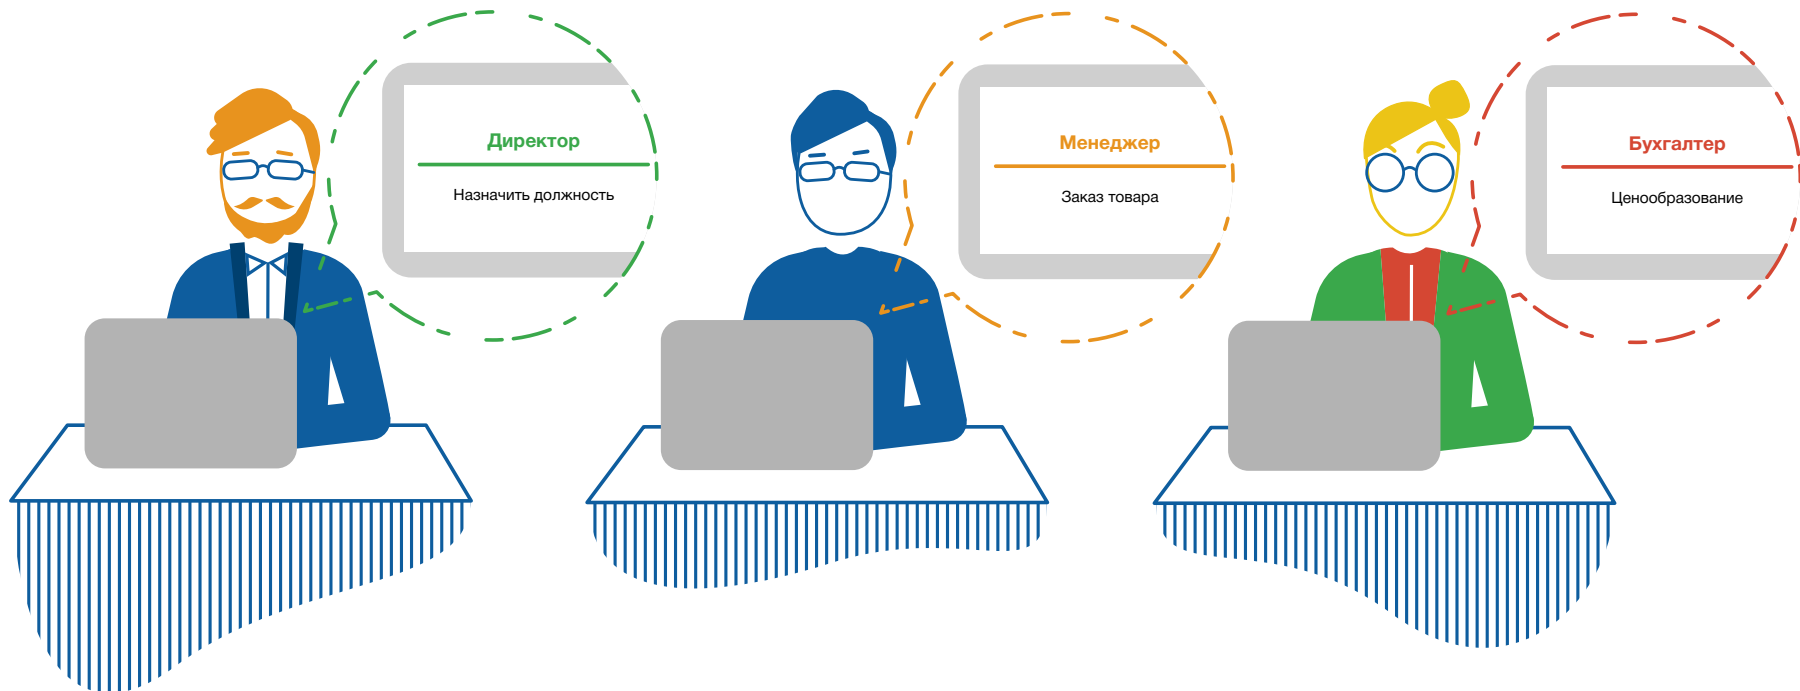 Директор
Назначить должность
Менеджер
Заказ товара
Бухгалтер
Ценообразование